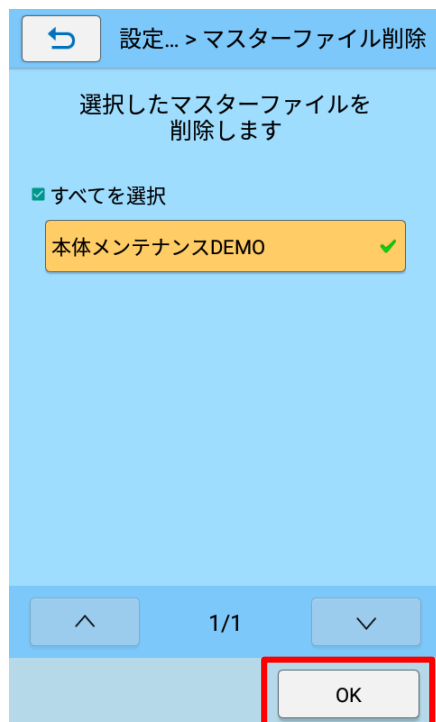 設定... > マスターファイル削除
選択したマスターファイルを
削除します
すべてを選択
本体メンテナンスDEMO
1/1
OK